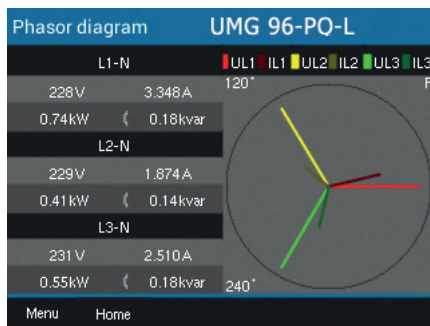 Phasor diagram UMG 96-PQ-L
L1-N UL1 IL1 UL2 IL2 UL3 IL3
228V 3.348A 120°
0.74kW 0.18kvar
L2-N
229V 1.874A
0.41kW 0.14kvar
L3-N
231V 2.510A
0.55kW 0.18kvar 240°
Menu Home